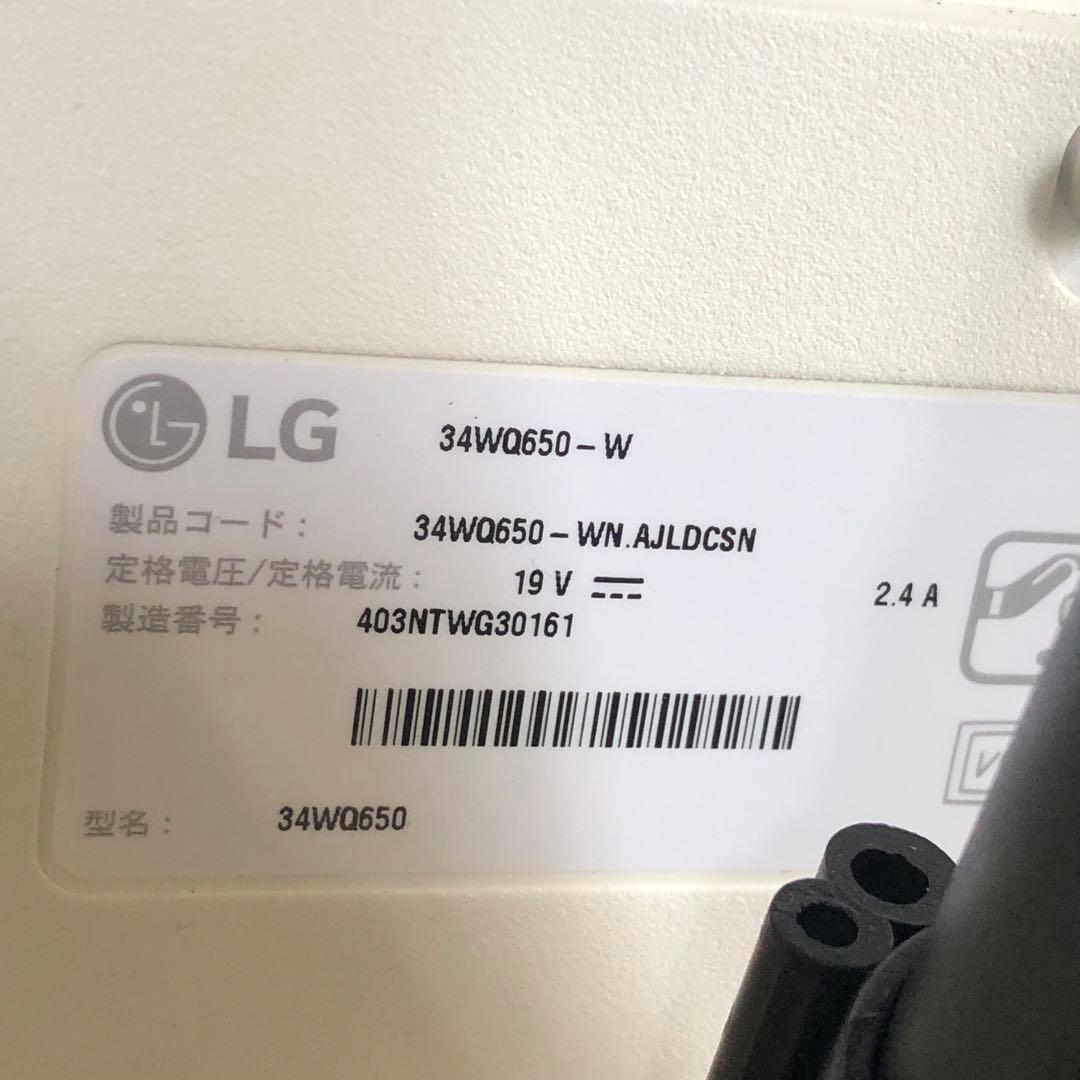 LG 34WQ650-W
製品コード: 34WQ650-WN.AJLDCSN
定格電圧/定格電流: 19 V 2.4 A
製造番号: 403NTWG30161
型名: 34WQ650